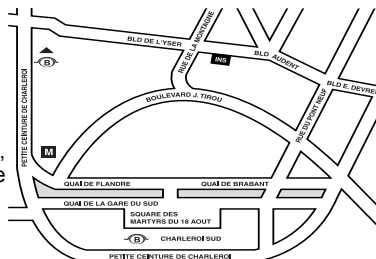 BLD DE L'YSER
RUE DE LA MONTAGNE
INS
BLD AUDENT
BLD E. DEVREU
B
PETITE CEINTURE DE CHARLEROI
BOULEVARD J. TIROU
RUE DU PONT NEUF
M
,
e
QUAI DE FLANDRE
QUAI DE BRABANT
QUAI DE LA GARE DU SUD
SQUARE DES
MARTYRS DU 18 AOUT
B
CHARLEROI SUD
PETITE CEINTURE DE CHARLEROI